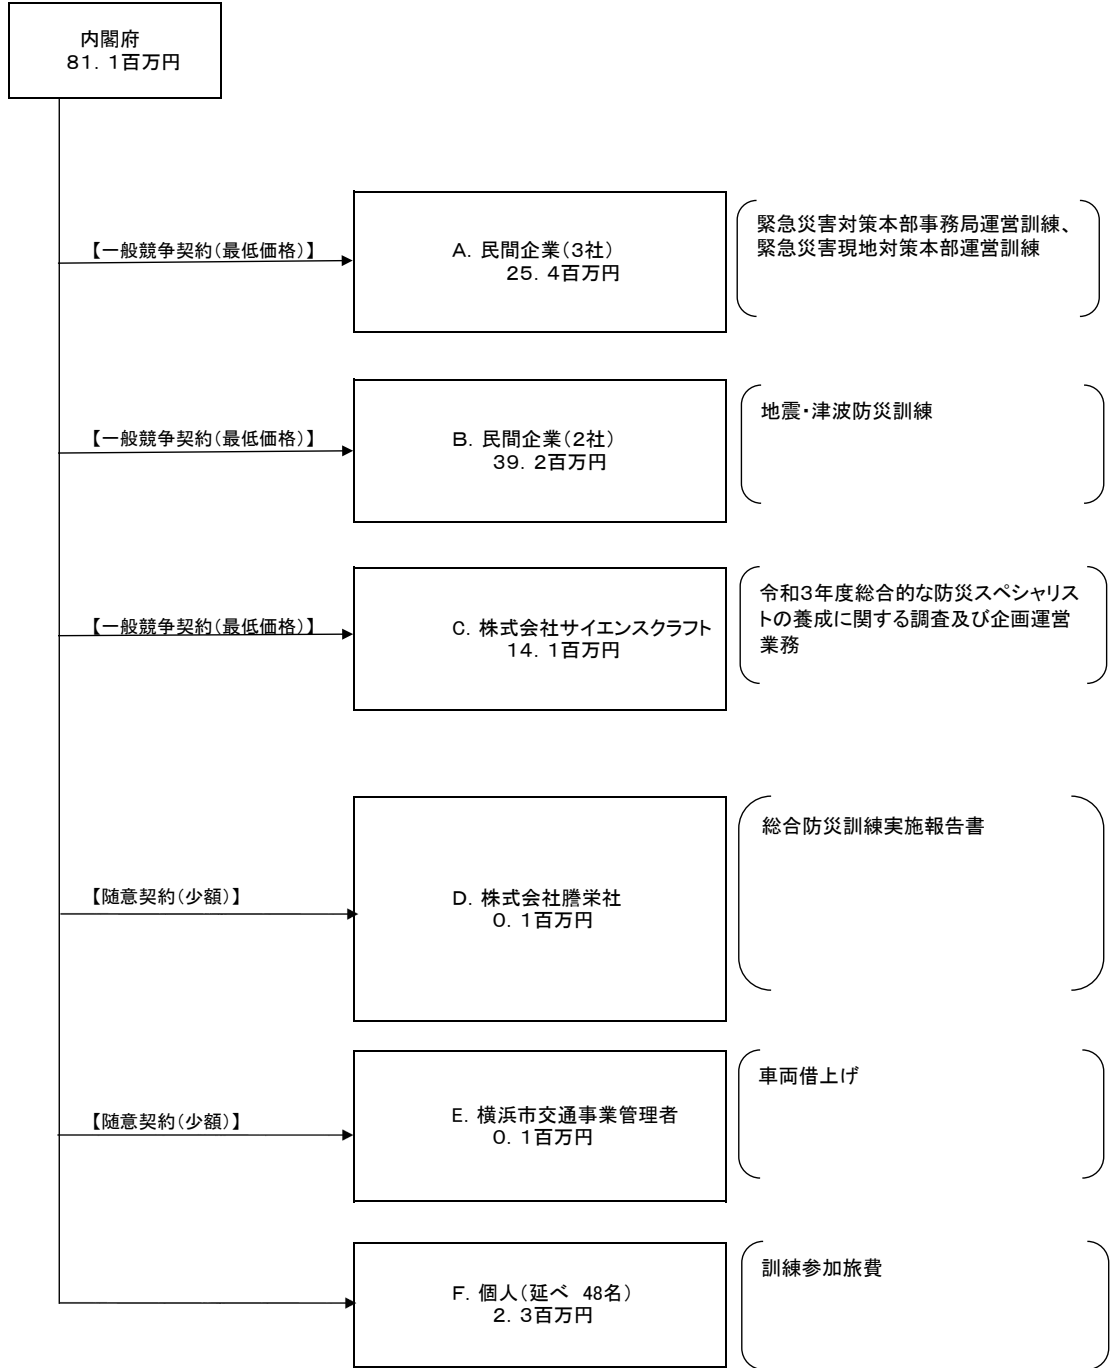 内閣府
81.1百万円
【一般競争契約(最低価格)】
A. 民間企業(3社)
25.4百万円
緊急災害対策本部事務局運営訓練、
緊急災害現地対策本部運営訓練
【一般競争契約(最低価格)】
B. 民間企業(2社)
39.2百万円
地震・津波防災訓練
【一般競争契約(最低価格)】
C. 株式会社サイエンスクラフト
14.1百万円
令和3年度総合的な防災スペシャリス
トの養成に関する調査及び企画運営
業務
【随意契約(少額)】
D. 株式会社謄栄社
0.1百万円
総合防災訓練実施報告書
【随意契約(少額)】
E. 横浜市交通事業管理者
0.1百万円
車両借上げ
F. 個人(延べ 48名)
2.3百万円
訓練参加旅費